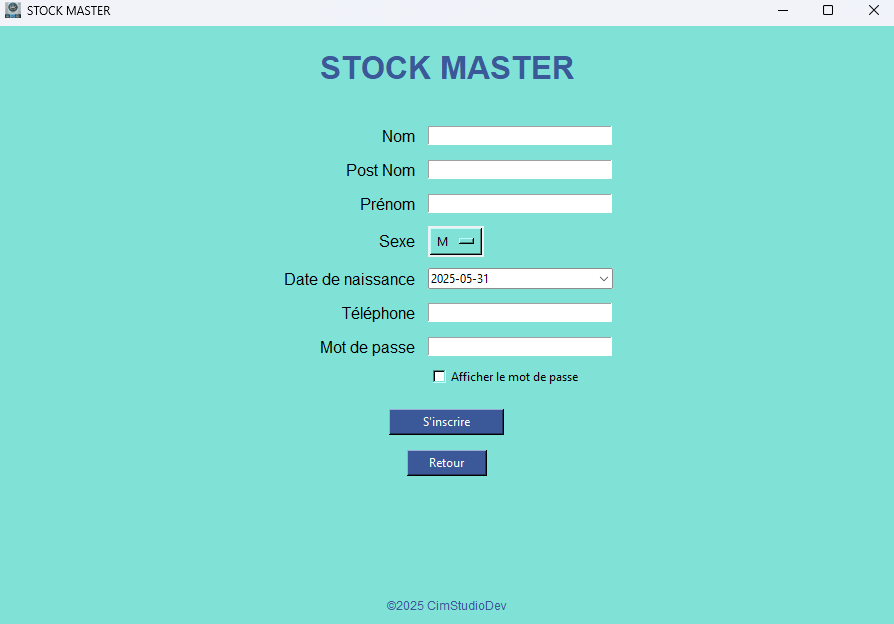 STOCK MASTER
STOCK MASTER
Nom
Post Nom
Prénom
Sexe M
Date de naissance 2025-05-31
Téléphone
Mot de passe
Afficher le mot de passe
S'inscrire
Retour
©2025 CimStudioDev